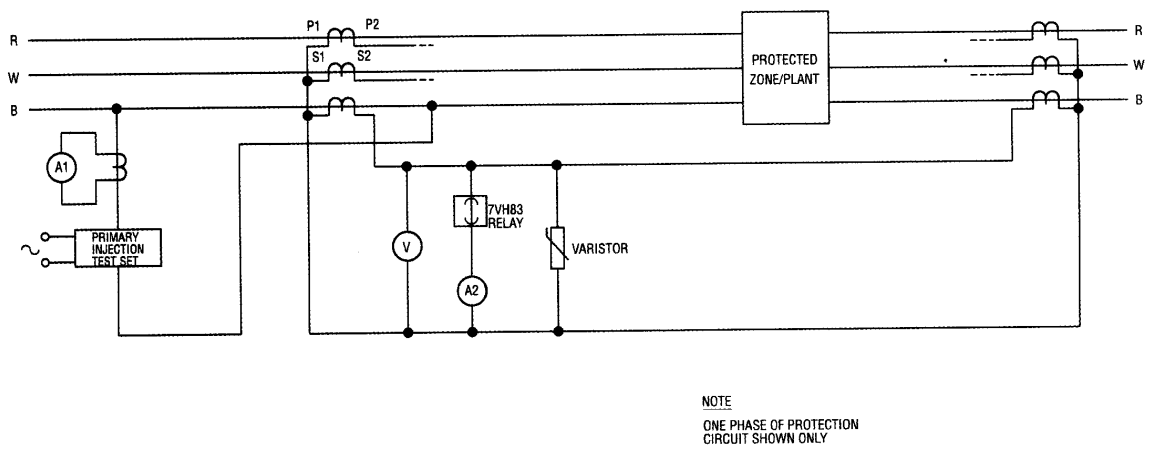 P1 P2
R R
S1 S2
W W
B B
PROTECTED
ZONE/PLANT
A1
7VH83
RELAY
V
VARISTOR
PRIMARY
INJECTION
TEST SET
A2
NOTE
ONE PHASE OF PROTECTION
CIRCUIT SHOWN ONLY